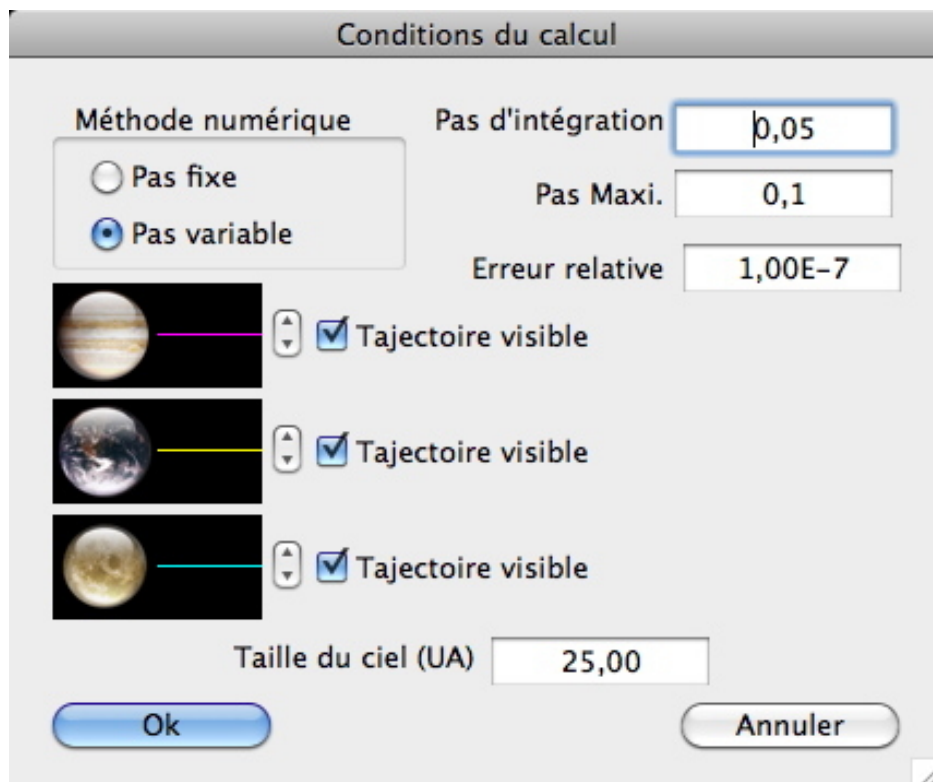 Conditions du calcul
Méthode numérique
Pas fixe
Pas variable
Pas d'intégration 0,05
Pas Maxi. 0,1
Erreur relative 1,00E-7
Tajectoire visible
Tajectoire visible
Tajectoire visible
Taille du ciel (UA) 25,00
Ok
Annuler